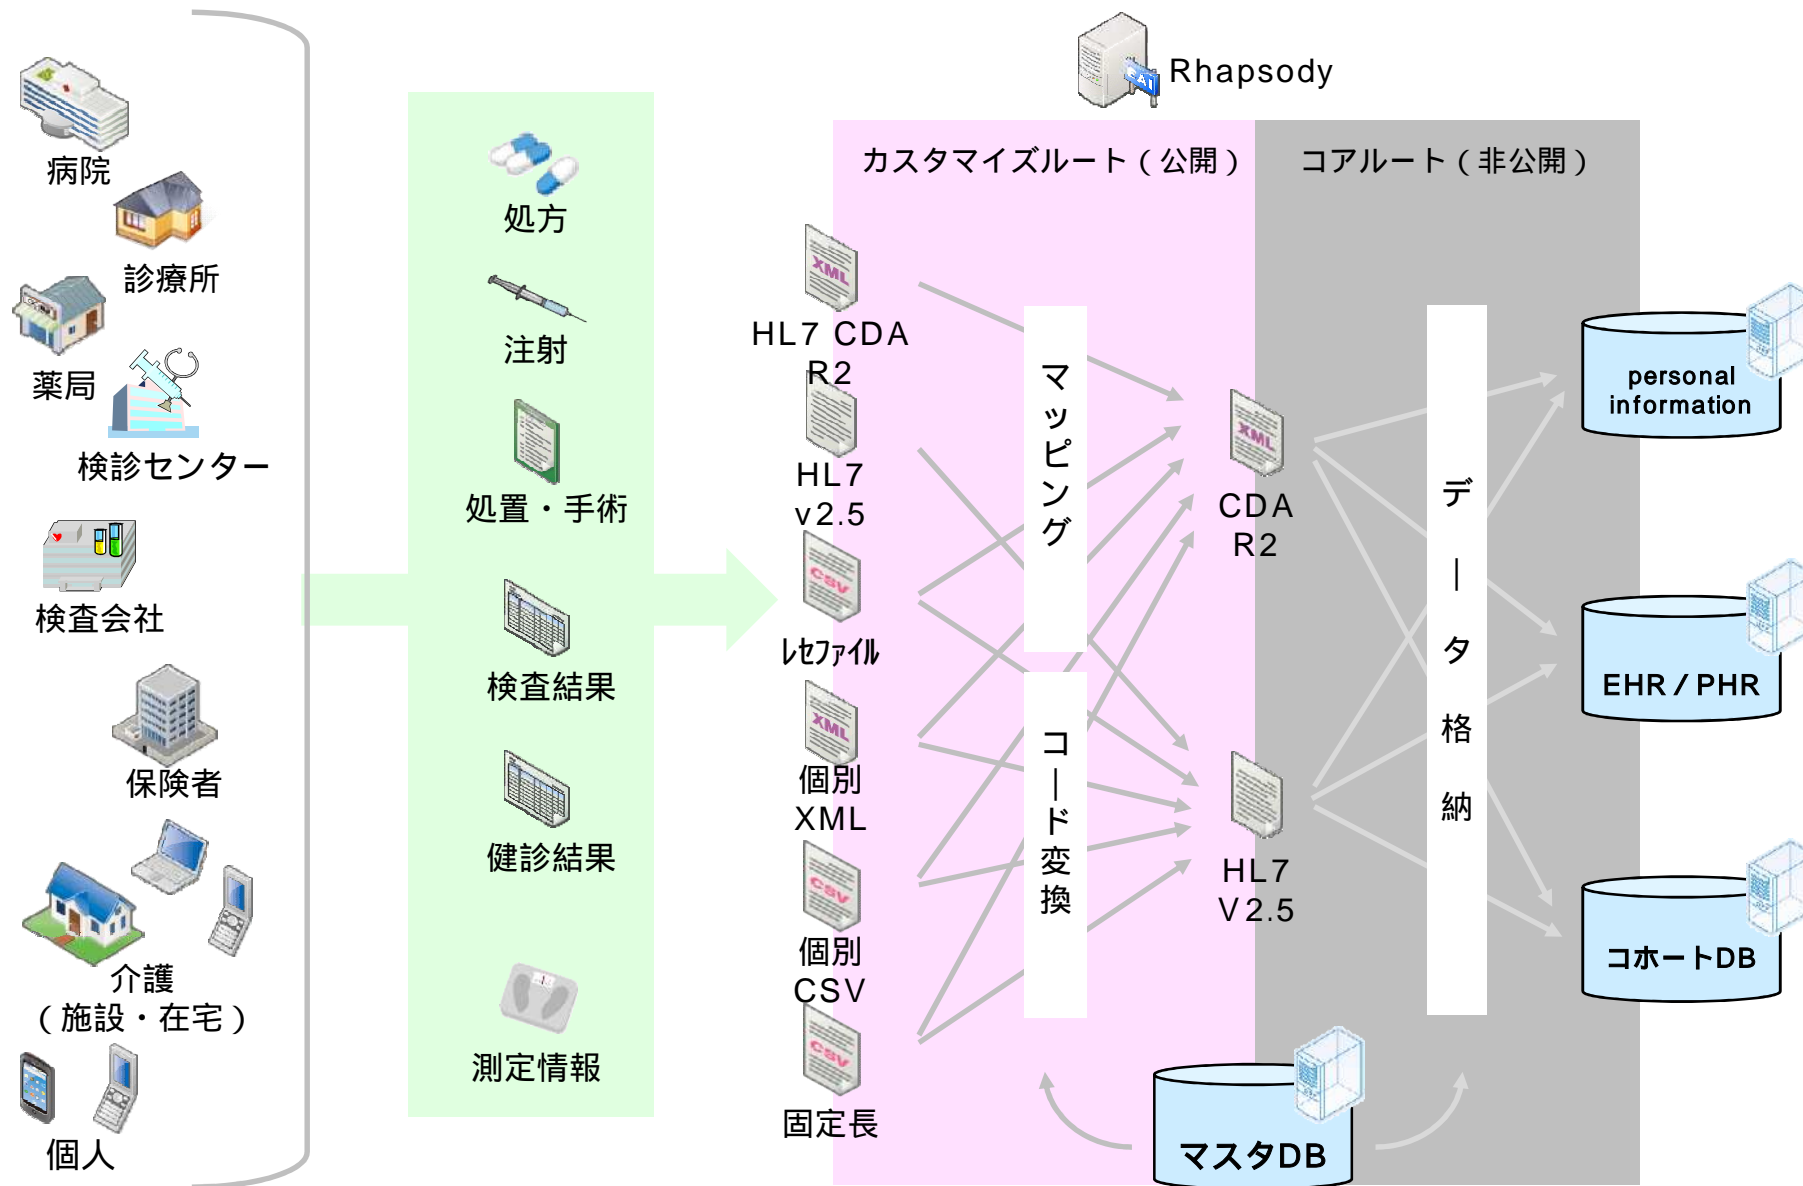 病院
診療所
薬局
検診センター
検査会社
保険者
介護
（施設・在宅）
個人
処方
注射
処置・手術
検査結果
健診結果
測定情報
Rhapsody
カスタマイズルート（公開）
コアルート（非公開）
XML
HL7 CDA
R2
HL7
v2.5
CSV
ﾚｾﾌｧｲﾙ
XML
個別
XML
CSV
個別
CSV
CSV
固定長
マッピング
コード変換
XML
CDA
R2
HL7
V2.5
データ格納
personal
information
EHR／PHR
コホートDB
マスタDB
EAI